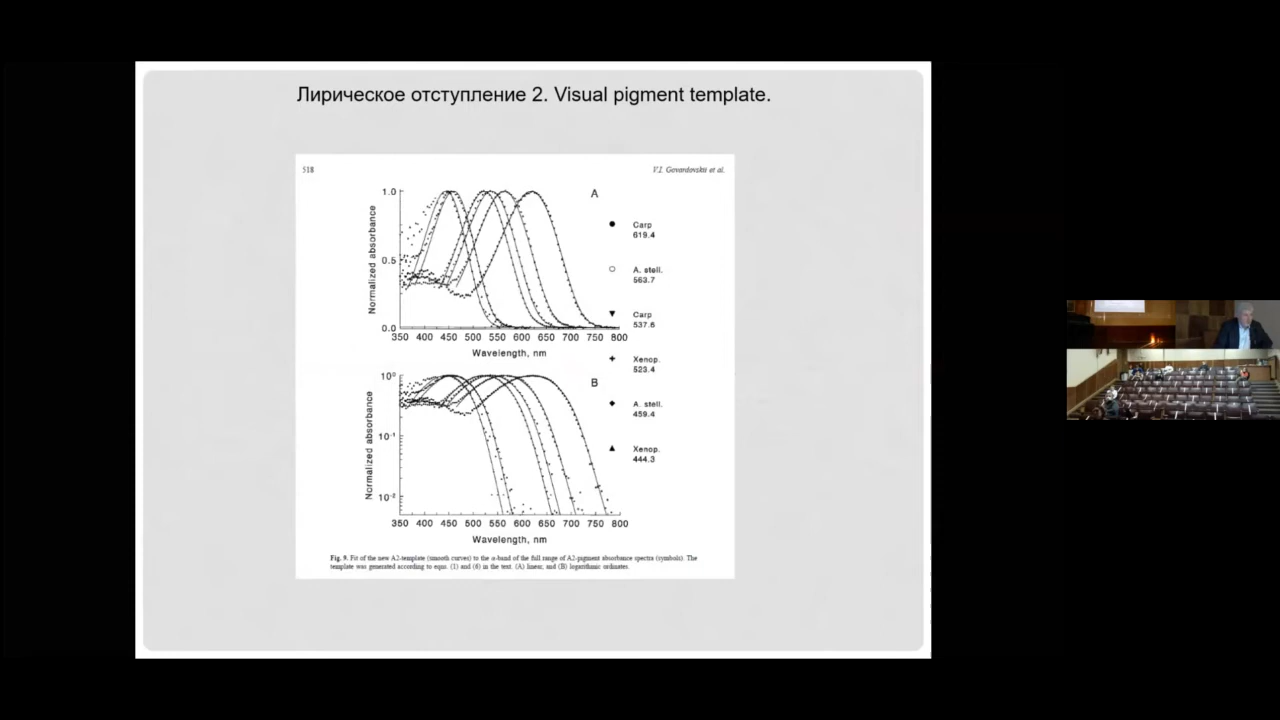 Лирическое отступление 2. Visual pigment template.
518
V.I. Govardovskii et al.
A
Normalized absorbance
1.0
0.5
0.0
350 400 450 500 550 600 650 700 750 800
Wavelength, nm
Carp
619.4
A. stell.
563.7
Carp
537.6
Xenop.
523.4
A. stell.
459.4
Xenop.
444.3
B
Normalized absorbance
10⁰
10⁻¹
10⁻²
350 400 450 500 550 600 650 700 750 800
Wavelength, nm
Fig. 9. Fit of the new A2-template (smooth curves) to the α-band of the full range of A2-pigment absorbance spectra (symbols). The
template was generated according to eqns. (1) and (6) in the text. (A) linear, and (B) logarithmic ordinates.